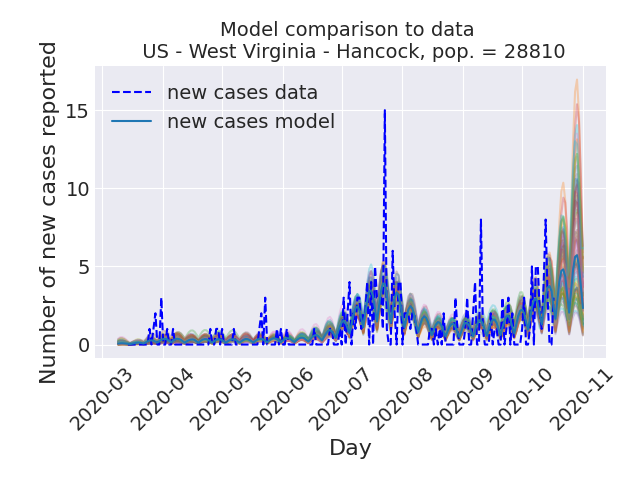 Model comparison to data
US - West Virginia - Hancock, pop. = 28810
new cases data
new cases model
Number of new cases reported
15
10
5
0
2020-03
2020-04
2020-05
2020-06
2020-07
2020-08
2020-09
2020-10
2020-11
Day